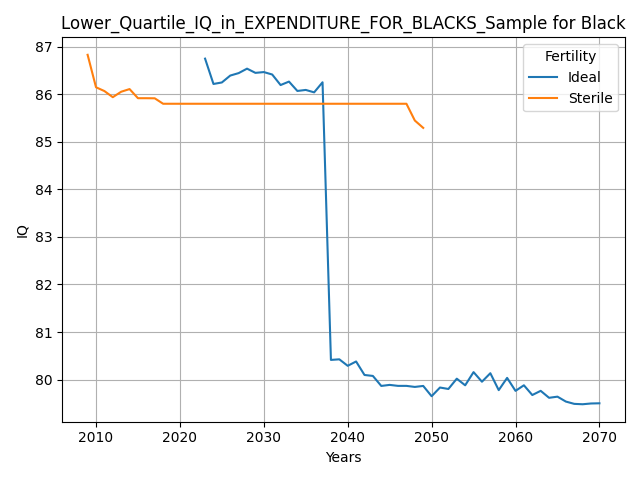 Lower_Quartile_IQ_in_EXPENDITURE_FOR_BLACKS_Sample for Black
Fertility
Ideal
Sterile
IQ
87
86
85
84
83
82
81
80
2010 2020 2030 2040 2050 2060 2070
Years